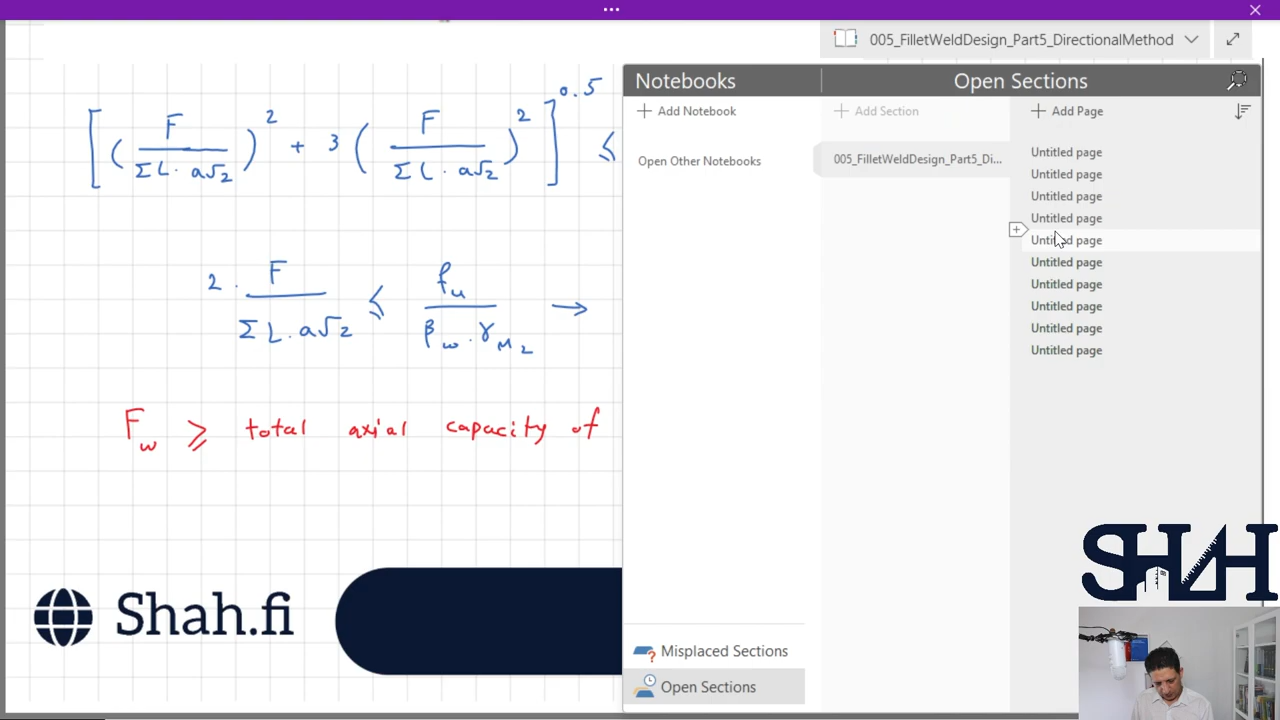 005_FilletWeldDesign_Part5_DirectionalMethod
Notebooks
Open Sections
+ Add Notebook
+ Add Section
+ Add Page
Open Other Notebooks
005_FilletWeldDesign_Part5_Di...
Untitled page
Untitled page
Untitled page
Untitled page
Untitled page
Untitled page
Untitled page
Untitled page
Untitled page
Untitled page
[(F/ΣL·a√2)² + 3(F/ΣL·a√2)²]^0.5 ≤
2·F/ΣL·a√2 ≤ fu/βw·γM2 →
Fw ≥ total axial capacity of
Shah.fi
Misplaced Sections
Open Sections
SHAH